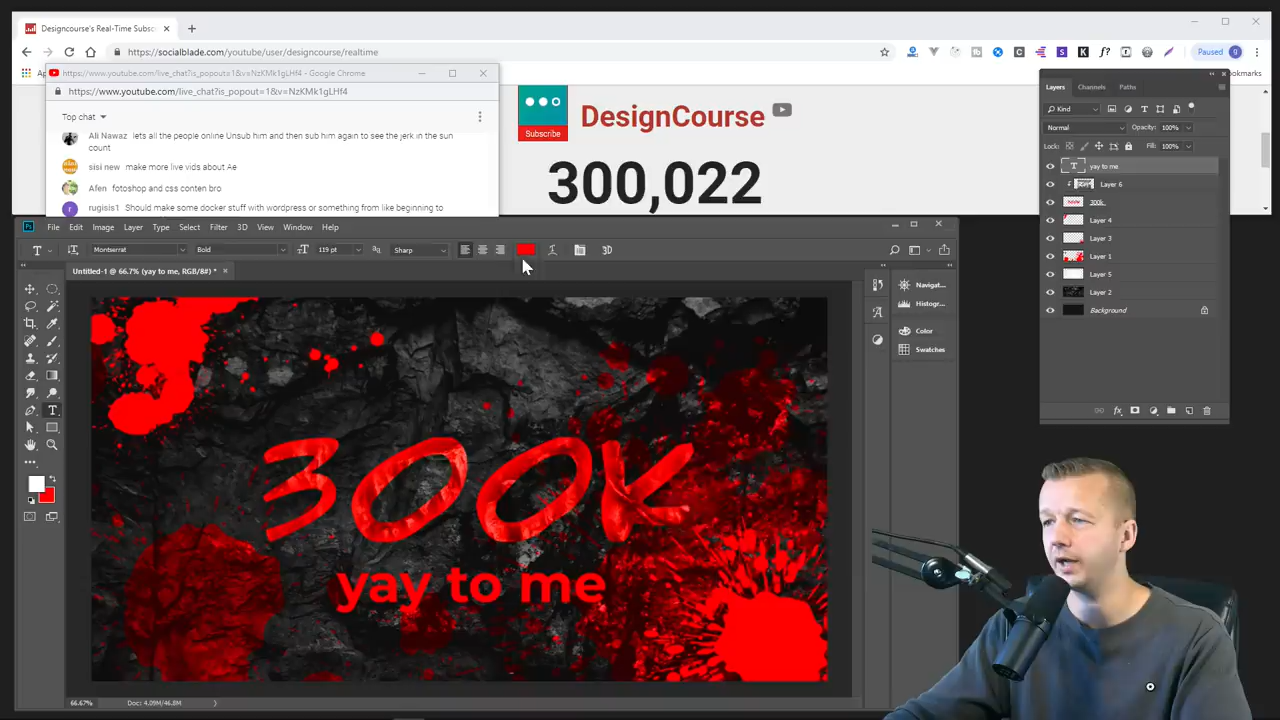 Designcourse's Real-Time Subsc
https://socialblade.com/youtube/user/designcourse/realtime
Paused
https://www.youtube.com/live_chat?is_popout=1&v=NzKMk1gLHf4 - Google Chrome
https://www.youtube.com/live_chat?is_popout=1&v=NzKMk1gLHf4
Top chat
Ali Nawaz lets all the people online Unsub him and then sub him again to see the jerk in the sun
count
sisi new make more live vids about Ae
Afen fotoshop and css conten bro
rugisis1 Should make some docker stuff with wordpress or something from like beginning to
Subscribe
DesignCourse
300,022
okmarks
Layers Channels Paths
Kind
Normal Opacity: 100%
Lock: Fill: 100%
yay to me
Layer 6
300k
Layer 4
Layer 3
Layer 1
Layer 5
Layer 2
Background
fx
Ps File Edit Image Layer Type Select Filter 3D View Window Help
Montserrat Bold 119 pt Sharp 3D
Untitled-1 @ 66.7% (yay to me, RGB/8#) *
Navigat...
Histogr...
Color
Swatches
300K
yay to me
66.67% Doc: 4.09M/46.8M